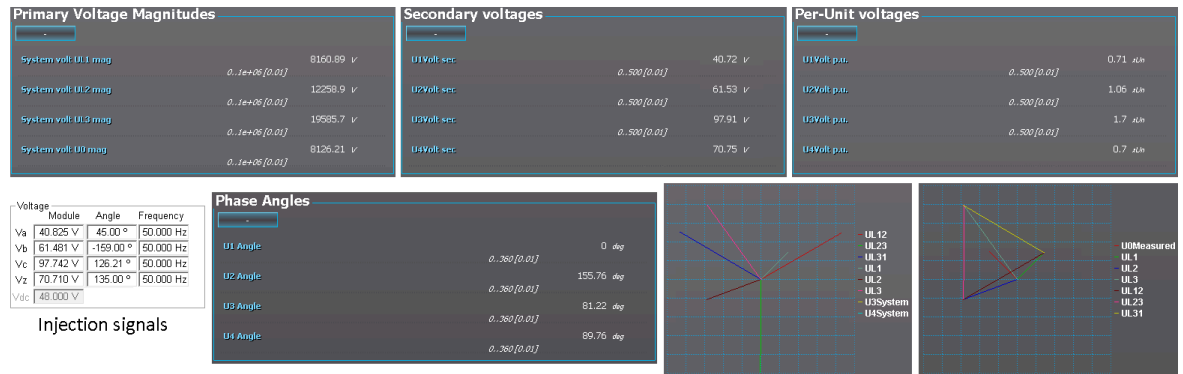 Primary Voltage Magnitudes
-
System volt UL1 mag 8160.89 V
0..1e+06 [0.01]
System volt UL2 mag 12258.9 V
0..1e+06 [0.01]
System volt UL3 mag 19585.7 V
0..1e+06 [0.01]
System volt U0 mag 8126.21 V
0..1e+06 [0.01]
Secondary voltages
-
U1Volt sec 40.72 V
0..500 [0.01]
U2Volt sec 61.53 V
0..500 [0.01]
U3Volt sec 97.91 V
0..500 [0.01]
U4Volt sec 70.75 V
Per-Unit voltages
-
U1Volt p.u. 0.71 xUn
0..500 [0.01]
U2Volt p.u. 1.06 xUn
0..500 [0.01]
U3Volt p.u. 1.7 xUn
0..500 [0.01]
U4Volt p.u. 0.7 xUn
Voltage
Module Angle Frequency
Va 40.825 V 45.00 ° 50.000 Hz
Vb 61.481 V -159.00 ° 50.000 Hz
Vc 97.742 V 126.21 ° 50.000 Hz
Vz 70.710 V 135.00 ° 50.000 Hz
Vdc 48.000 V
Injection signals
Phase Angles
-
U1 Angle 0 deg
0..360 [0.01]
U2 Angle 155.76 deg
0..360 [0.01]
U3 Angle 81.22 deg
0..360 [0.01]
U4 Angle 89.76 deg
0..360 [0.01]
UL12
UL23
UL31
UL1
UL2
UL3
U3System
U4System
U0Measured
UL1
UL2
UL3
UL12
UL23
UL31